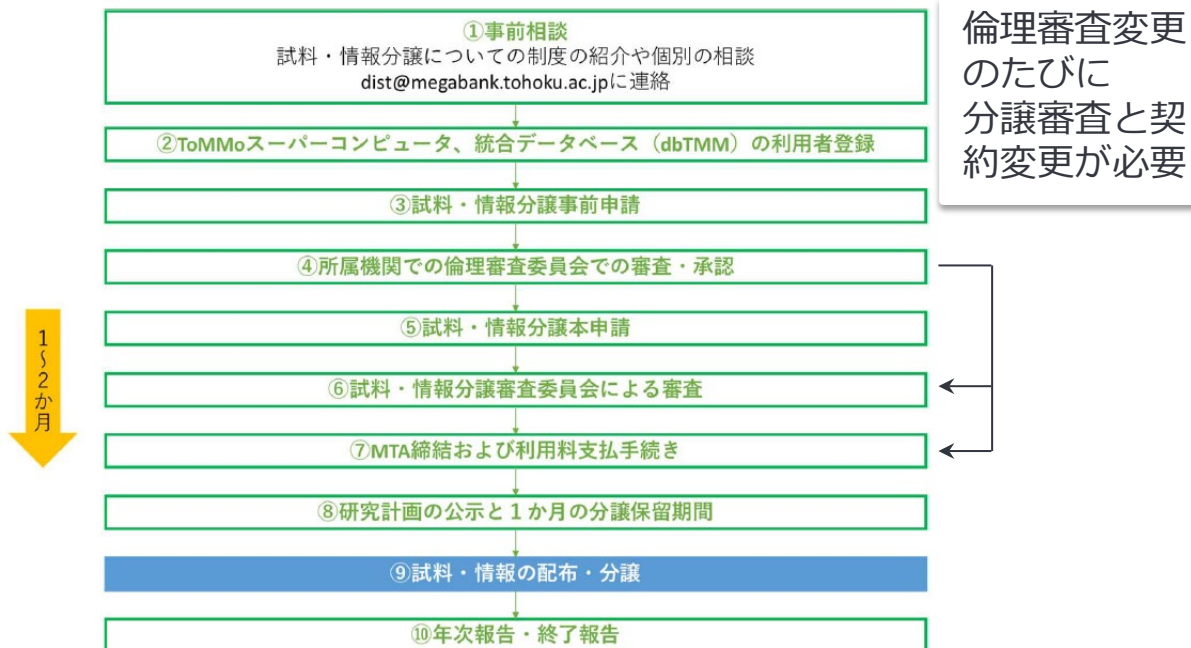 ①事前相談
試料・情報分譲についての制度の紹介や個別の相談
dist@megabank.tohoku.ac.jpに連絡
②ToMMoスーパーコンピュータ、統合データベース（dbTMM）の利用者登録
③試料・情報分譲事前申請
④所属機関での倫理審査委員会での審査・承認
⑤試料・情報分譲本申請
⑥試料・情報分譲審査委員会による審査
⑦MTA締結および利用料支払手続き
⑧研究計画の公示と１か月の分譲保留期間
⑨試料・情報の配布・分譲
⑩年次報告・終了報告
1～2か月
倫理審査変更
のたびに
分譲審査と契
約変更が必要